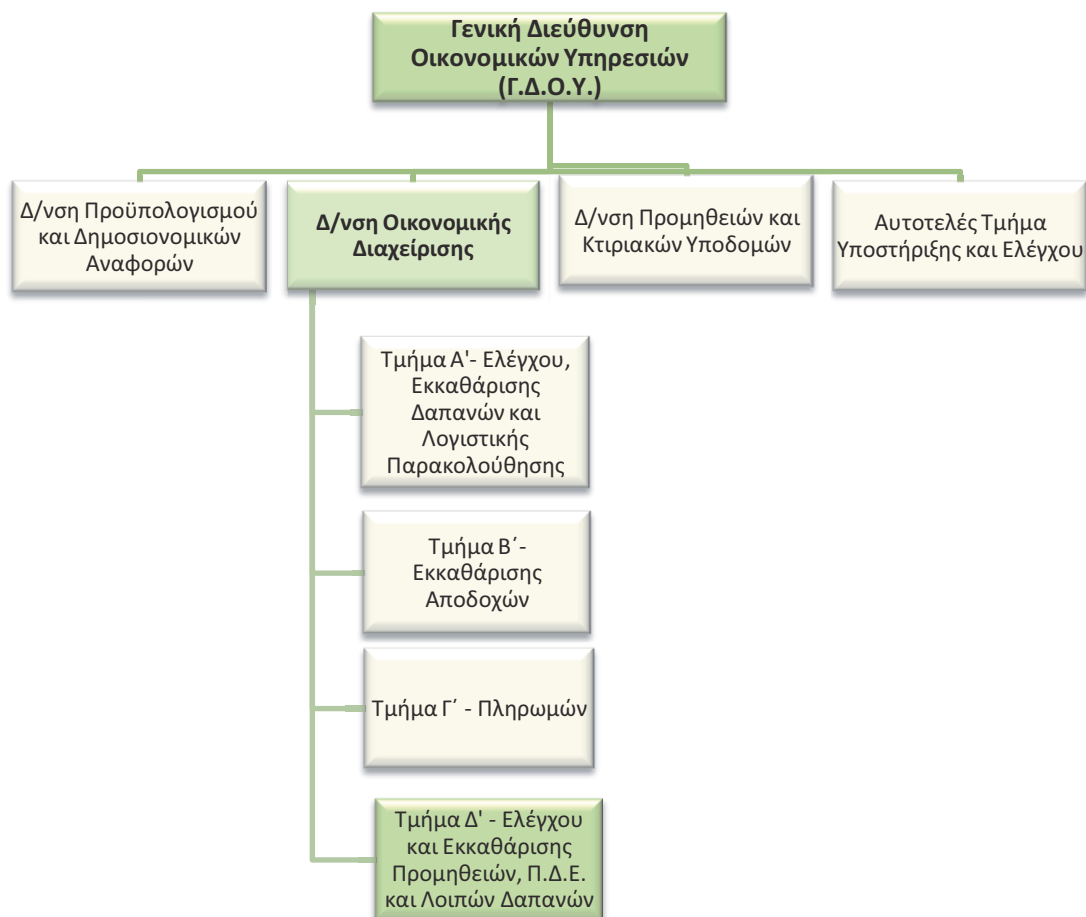 Γενική Διεύθυνση
Οικονομικών Υπηρεσιών
(Γ.Δ.Ο.Υ.)
Δ/νση Προϋπολογισμού
και Δημοσιονομικών
Αναφορών
Δ/νση Οικονομικής
Διαχείρισης
Δ/νση Προμηθειών και
Κτιριακών Υποδομών
Αυτοτελές Τμήμα
Υποστήριξης και Ελέγχου
Τμήμα Α'- Ελέγχου,
Εκκαθάρισης
Δαπανών και
Λογιστικής
Παρακολούθησης
Τμήμα Β΄-
Εκκαθάρισης
Αποδοχών
Τμήμα Γ΄ - Πληρωμών
Τμήμα Δ' - Ελέγχου
και Εκκαθάρισης
Προμηθειών, Π.Δ.Ε.
και Λοιπών Δαπανών